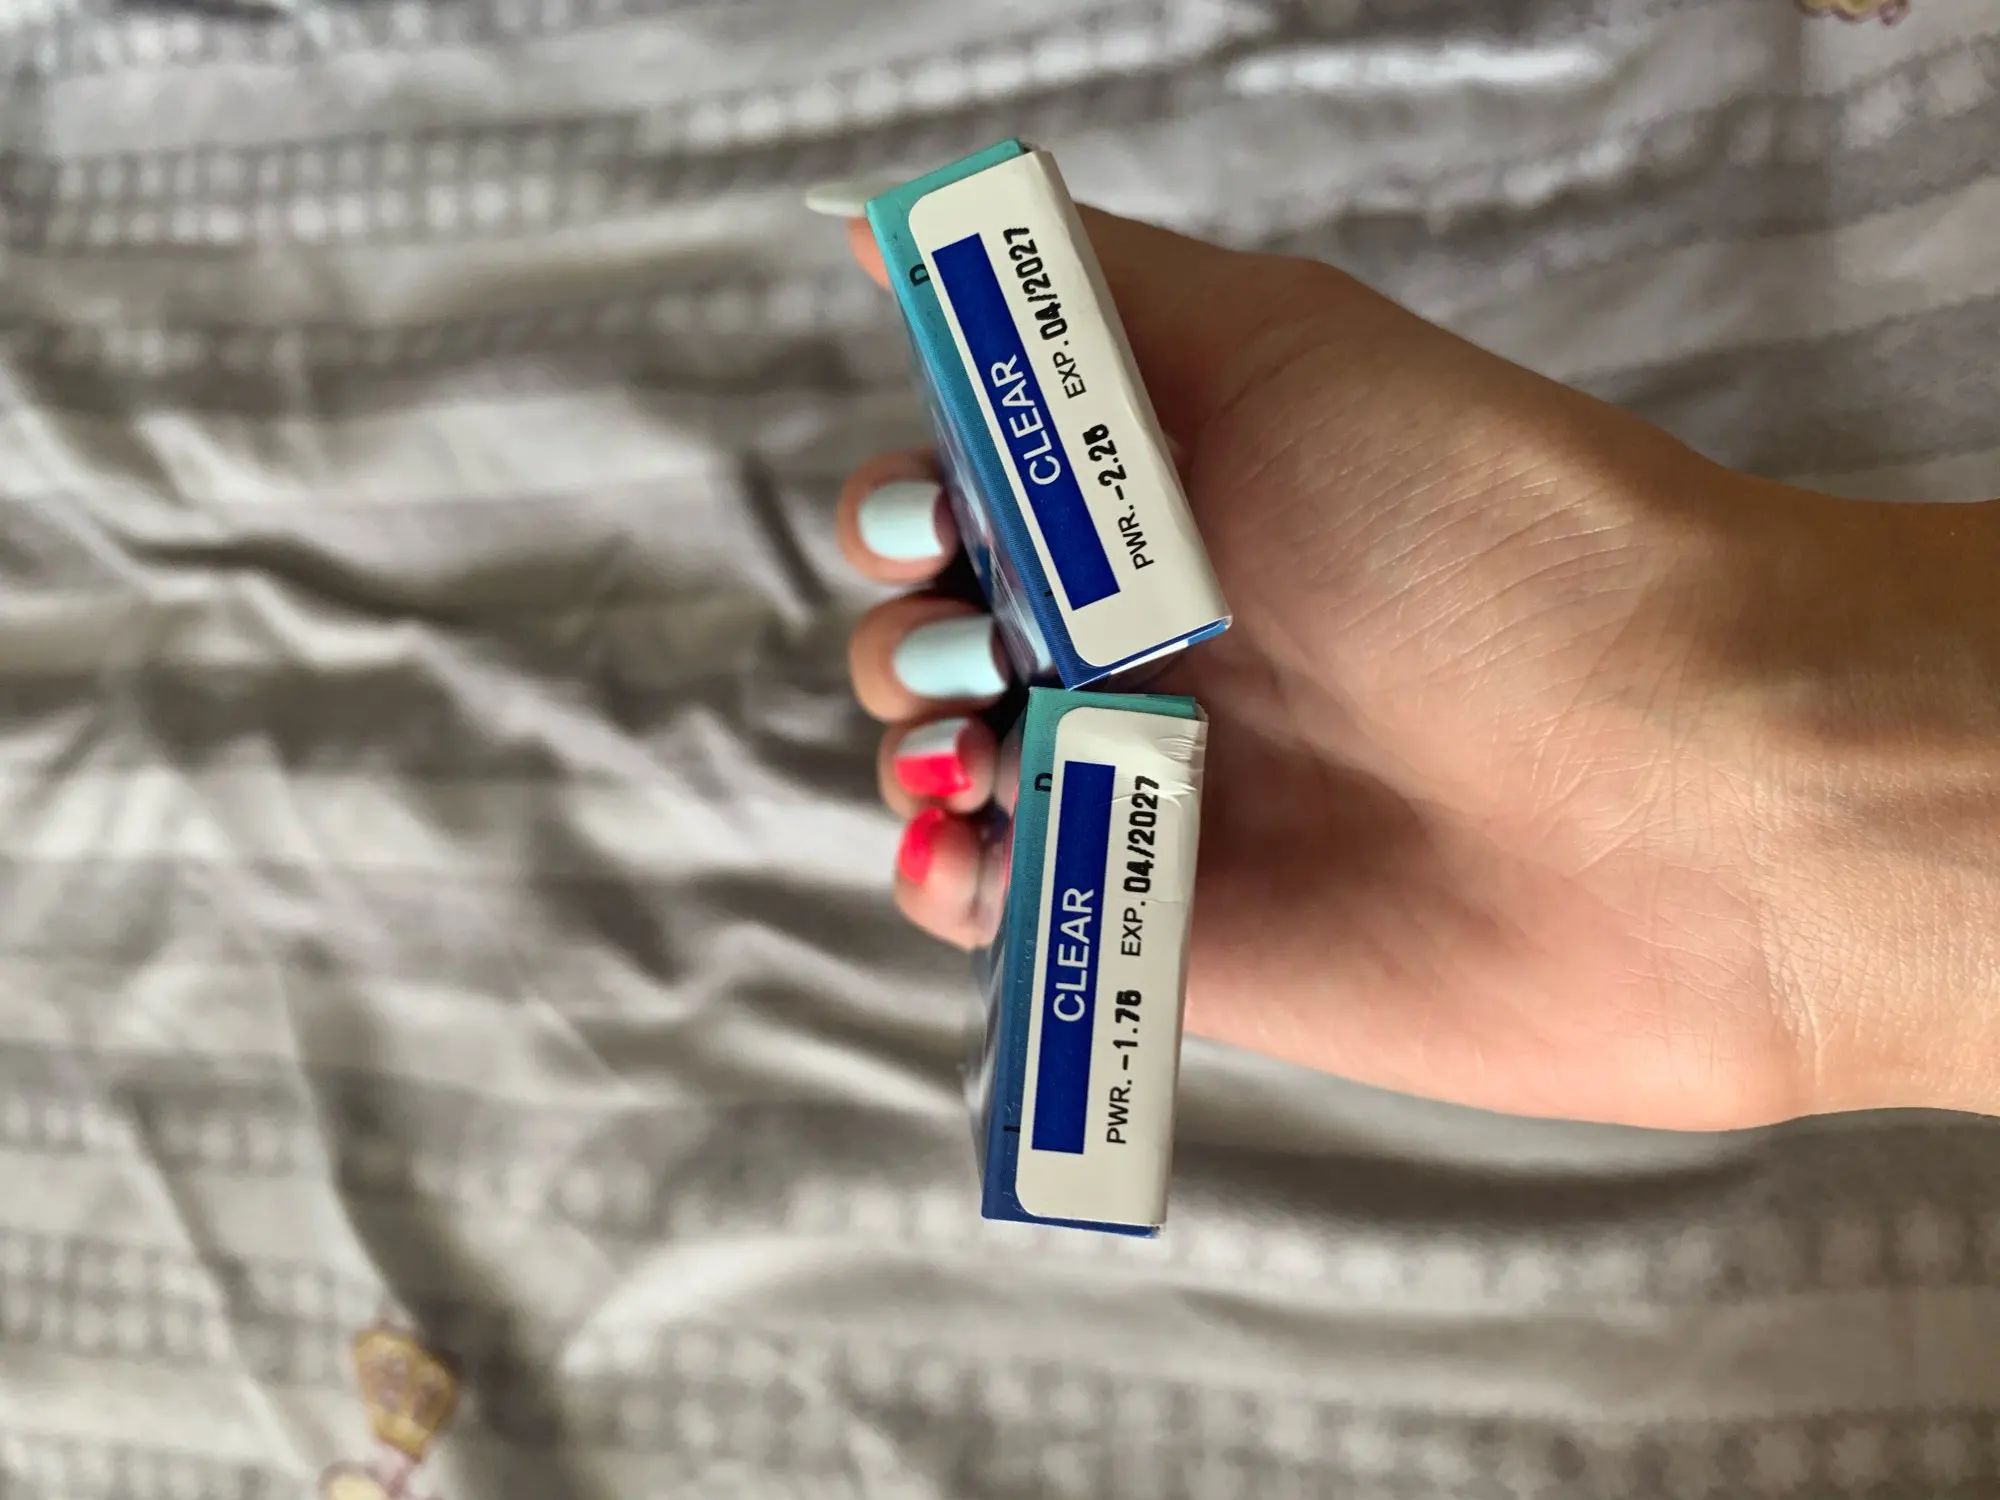 CLEAR
PWR. -2.25 EXP. 04/2027
CLEAR
PWR. -1.75 EXP. 04/2027